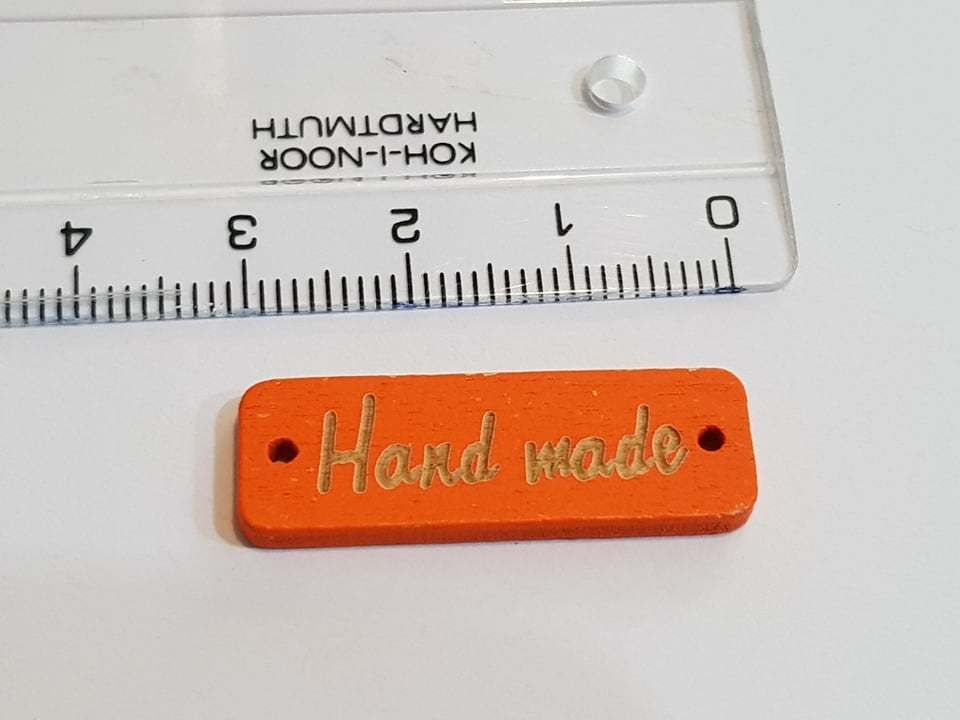 KOH-I-NOOR
HARDTMUTH
0 1 2 3 4
Hand made